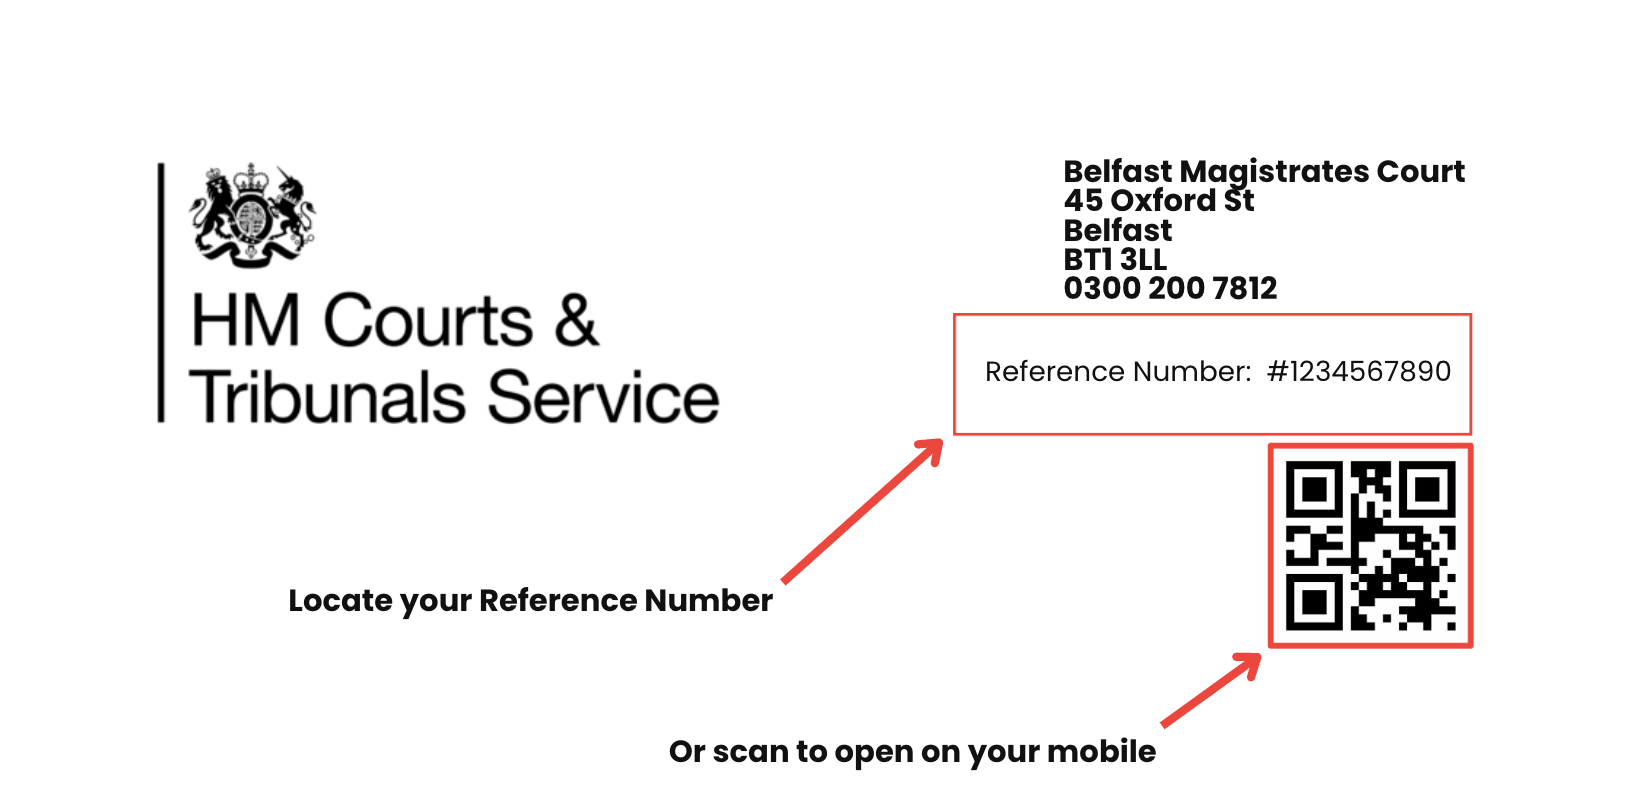 HM Courts &
Tribunals Service
Belfast Magistrates Court
45 Oxford St
Belfast
BT1 3LL
0300 200 7812
Reference Number: #1234567890
Locate your Reference Number
Or scan to open on your mobile